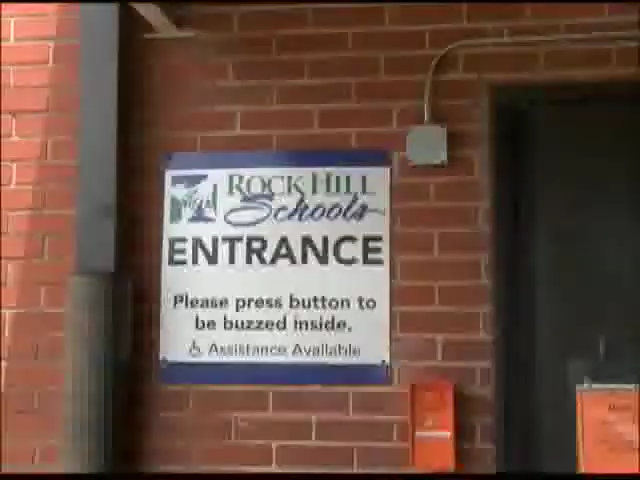 ROCK HILL
Schools
ENTRANCE
Please press button to
be buzzed inside.
Assistance Available